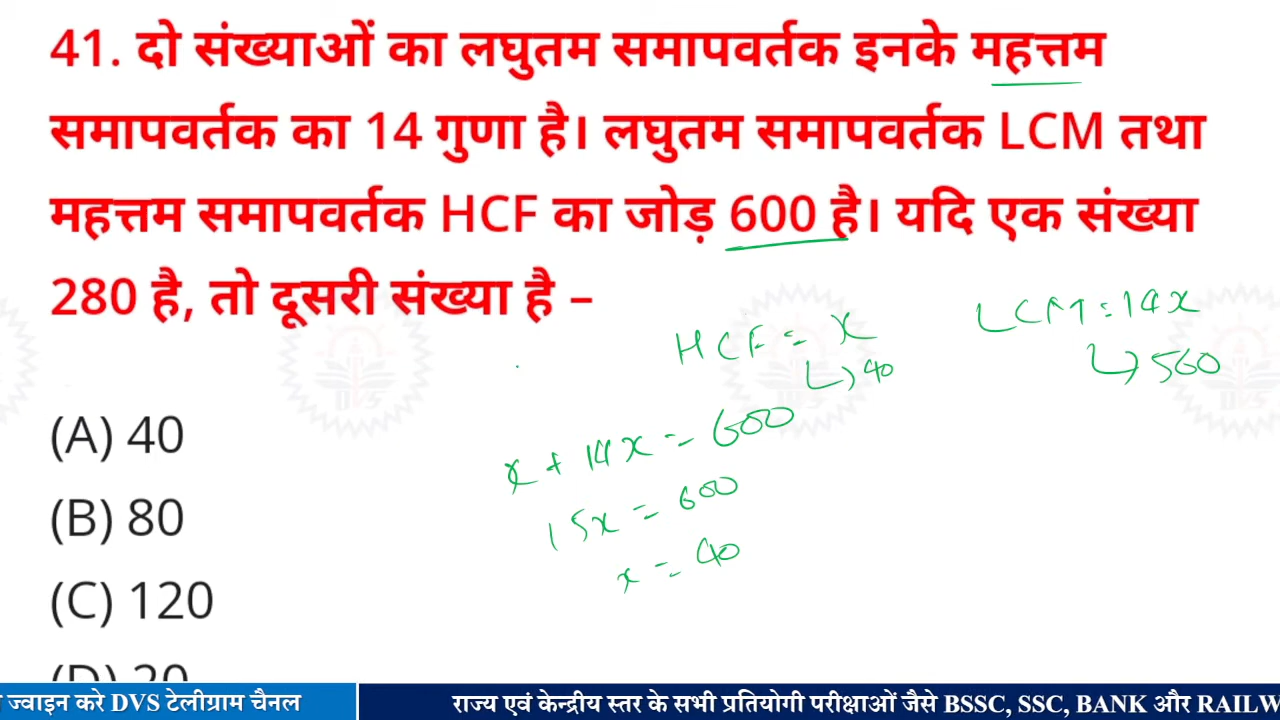 41. दो संख्याओं का लघुतम समापवर्तक इनके महत्तम
समापवर्तक का 14 गुणा है। लघुतम समापवर्तक LCM तथा
महत्तम समापवर्तक HCF का जोड़ 600 है। यदि एक संख्या
280 है, तो दूसरी संख्या है –
HCF = x
LCM = 14x
↳ 40
↳ 560
(A) 40
x + 14x = 600
(B) 80
15x = 600
x = 40
(C) 120
(D) 20
ज्वाइन करे DVS टेलीग्राम चैनल
राज्य एवं केन्द्रीय स्तर के सभी प्रतियोगी परीक्षाओं जैसे BSSC, SSC, BANK और RAILW